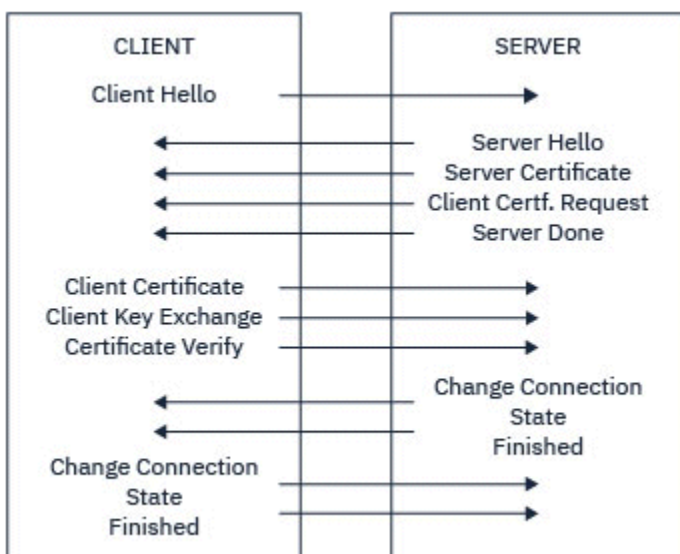 CLIENT
SERVER
Client Hello
Server Hello
Server Certificate
Client Certf. Request
Server Done
Client Certificate
Client Key Exchange
Certificate Verify
Change Connection
State
Finished
Change Connection
State
Finished